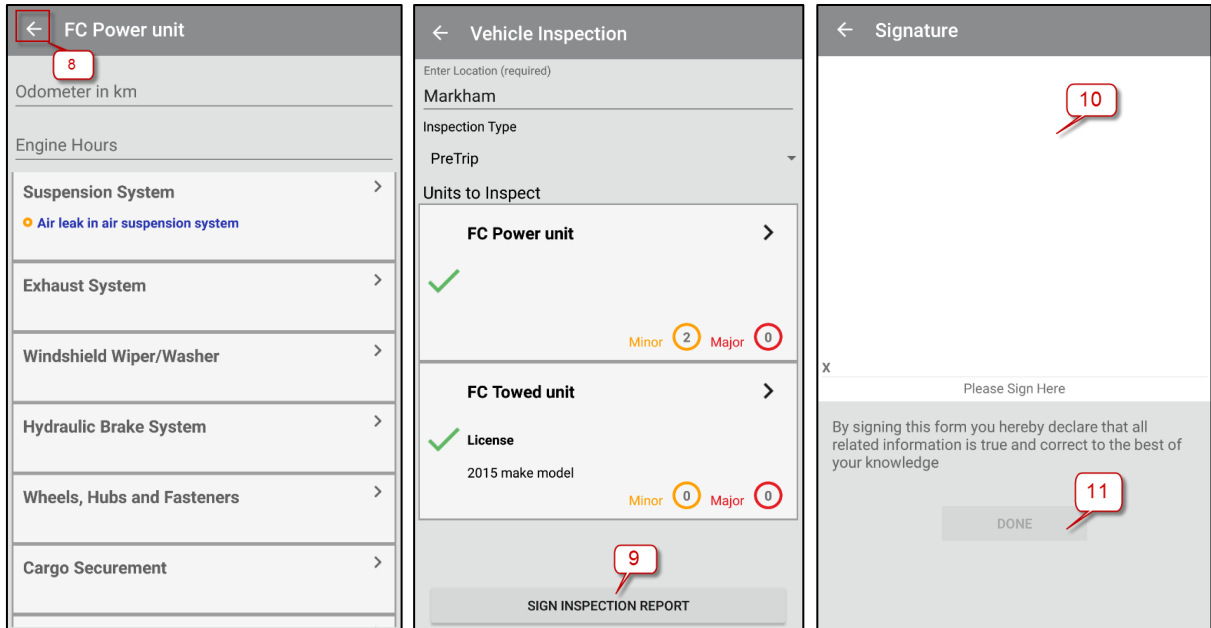 FC Power unit
8
Odometer in km
Engine Hours
Suspension System
Air leak in air suspension system
Exhaust System
Windshield Wiper/Washer
Hydraulic Brake System
Wheels, Hubs and Fasteners
Cargo Securement
Vehicle Inspection
Enter Location (required)
Markham
Inspection Type
PreTrip
Units to Inspect
FC Power unit
Minor 2 Major 0
FC Towed unit
License
2015 make model
Minor 0 Major 0
9
SIGN INSPECTION REPORT
Signature
10
X
Please Sign Here
By signing this form you hereby declare that all
related information is true and correct to the best of
your knowledge
11
DONE